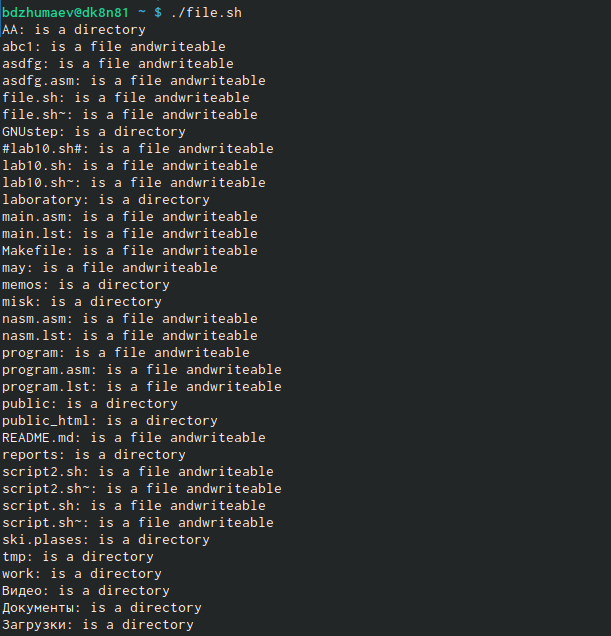 bdzhumaev@dk8n81 ~ $ ./file.sh
AA: is a directory
abc1: is a file andwriteable
asdfg: is a file andwriteable
asdfg.asm: is a file andwriteable
file.sh: is a file andwriteable
file.sh~: is a file andwriteable
GNUstep: is a directory
#lab10.sh#: is a file andwriteable
lab10.sh: is a file andwriteable
lab10.sh~: is a file andwriteable
laboratory: is a directory
main.asm: is a file andwriteable
main.lst: is a file andwriteable
Makefile: is a file andwriteable
may: is a file andwriteable
memos: is a directory
misk: is a directory
nasm.asm: is a file andwriteable
nasm.lst: is a file andwriteable
program: is a file andwriteable
program.asm: is a file andwriteable
program.lst: is a file andwriteable
public: is a directory
public_html: is a directory
README.md: is a file andwriteable
reports: is a directory
script2.sh: is a file andwriteable
script2.sh~: is a file andwriteable
script.sh: is a file andwriteable
script.sh~: is a file andwriteable
ski.plases: is a directory
tmp: is a directory
work: is a directory
Видео: is a directory
Документы: is a directory
Загрузки: is a directory